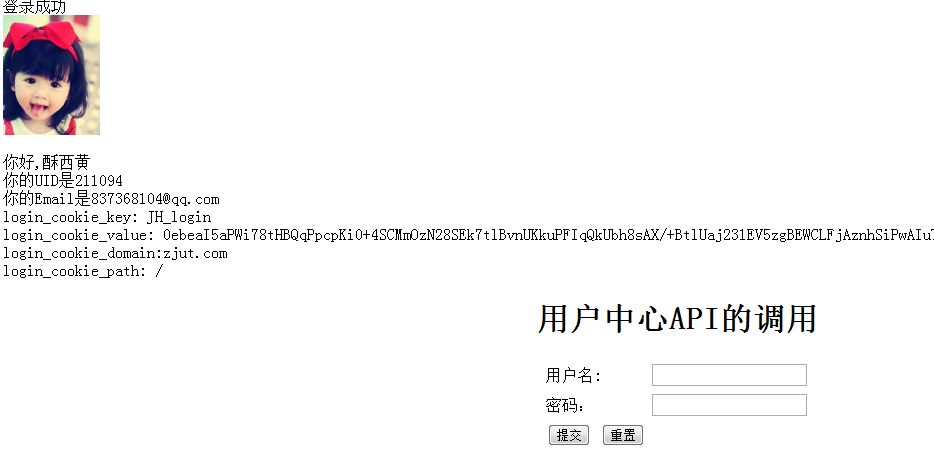 登录成功
你好,酥西黄
你的UID是211094
你的Email是837368104@qq.com
login_cookie_key: JH_login
login_cookie_value: 0ebeaI5aPWi78tHBQqPpcpKi0+4SCMmOzN28SEk7tlBvnUKkuPFIqQkUbh8sAX/+BtlUaj231EV5zgBEWCLFjAznhSiPwAIuT
login_cookie_domain:zjut.com
login_cookie_path: /
用户中心API的调用
用户名:
密码:
提交 重置